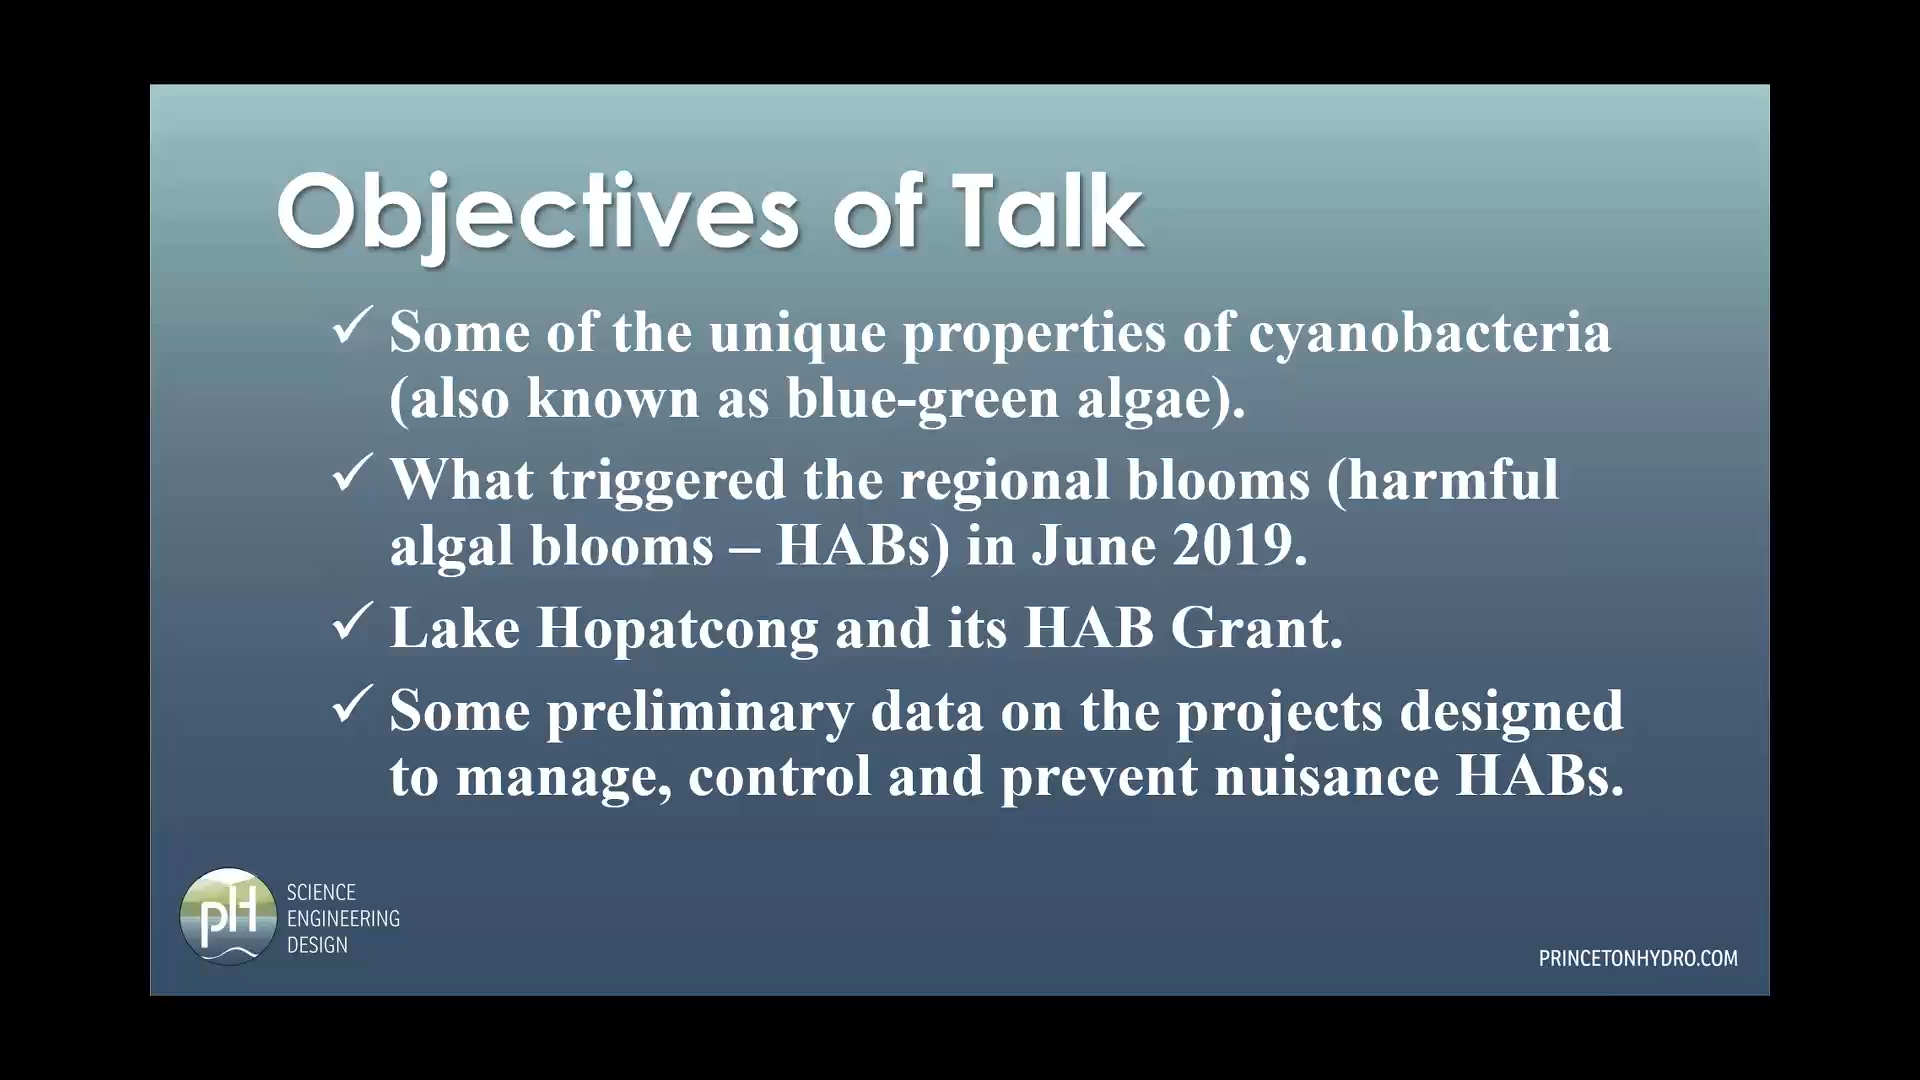 Objectives of Talk
✓ Some of the unique properties of cyanobacteria
(also known as blue-green algae).
✓ What triggered the regional blooms (harmful
algal blooms – HABs) in June 2019.
✓ Lake Hopatcong and its HAB Grant.
✓ Some preliminary data on the projects designed
to manage, control and prevent nuisance HABs.
pH
SCIENCE
ENGINEERING
DESIGN
PRINCETONHYDRO.COM